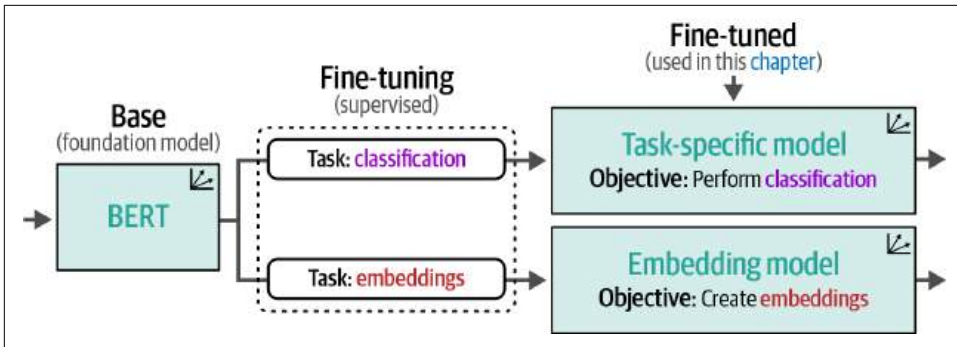 Base
(foundation model)
BERT
Fine-tuning
(supervised)
Task: classification
Task: embeddings
Fine-tuned
(used in this chapter)
Task-specific model
Objective: Perform classification
Embedding model
Objective: Create embeddings